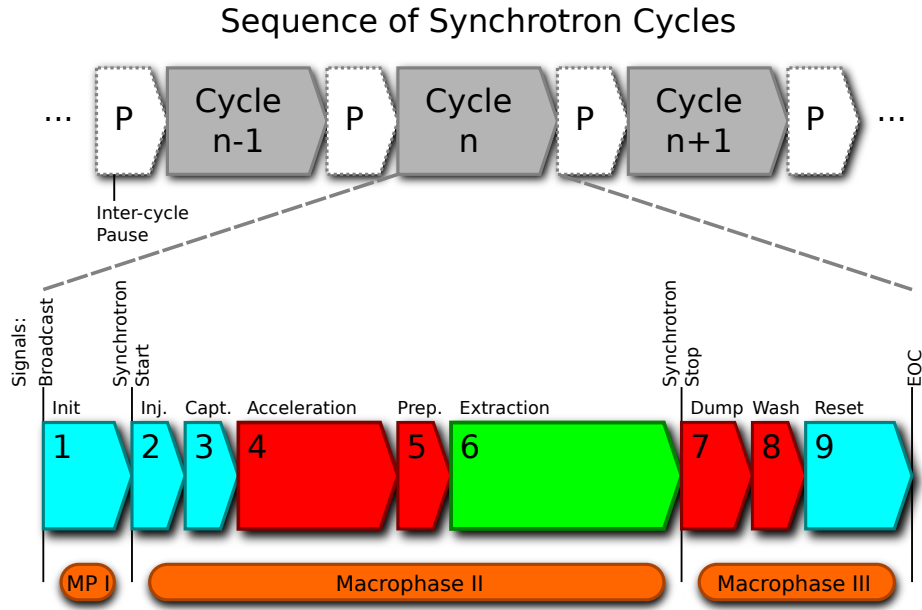 Sequence of Synchrotron Cycles
... P Cycle n-1 P Cycle n P Cycle n+1 P ...
Inter-cycle
Pause
Signals:
Broadcast
Synchrotron
Start
Synchrotron
Stop
EOC
Init Inj. Capt. Acceleration Prep. Extraction Dump Wash Reset
1 2 3 4 5 6 7 8 9
MP I Macrophase II Macrophase III